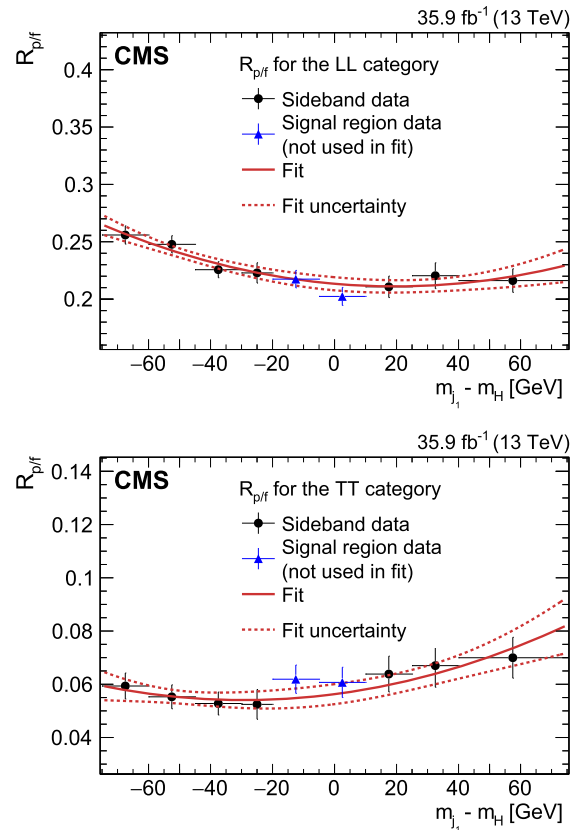 35.9 fb⁻¹ (13 TeV)
CMS
R_p/f
R_p/f for the LL category
Sideband data
Signal region data
(not used in fit)
Fit
Fit uncertainty
0.4
0.35
0.3
0.25
0.2
−60 −40 −20 0 20 40 60
m_j₁ - m_H [GeV]
35.9 fb⁻¹ (13 TeV)
CMS
R_p/f
R_p/f for the TT category
Sideband data
Signal region data
(not used in fit)
Fit
Fit uncertainty
0.14
0.12
0.1
0.08
0.06
0.04
−60 −40 −20 0 20 40 60
m_j₁ - m_H [GeV]